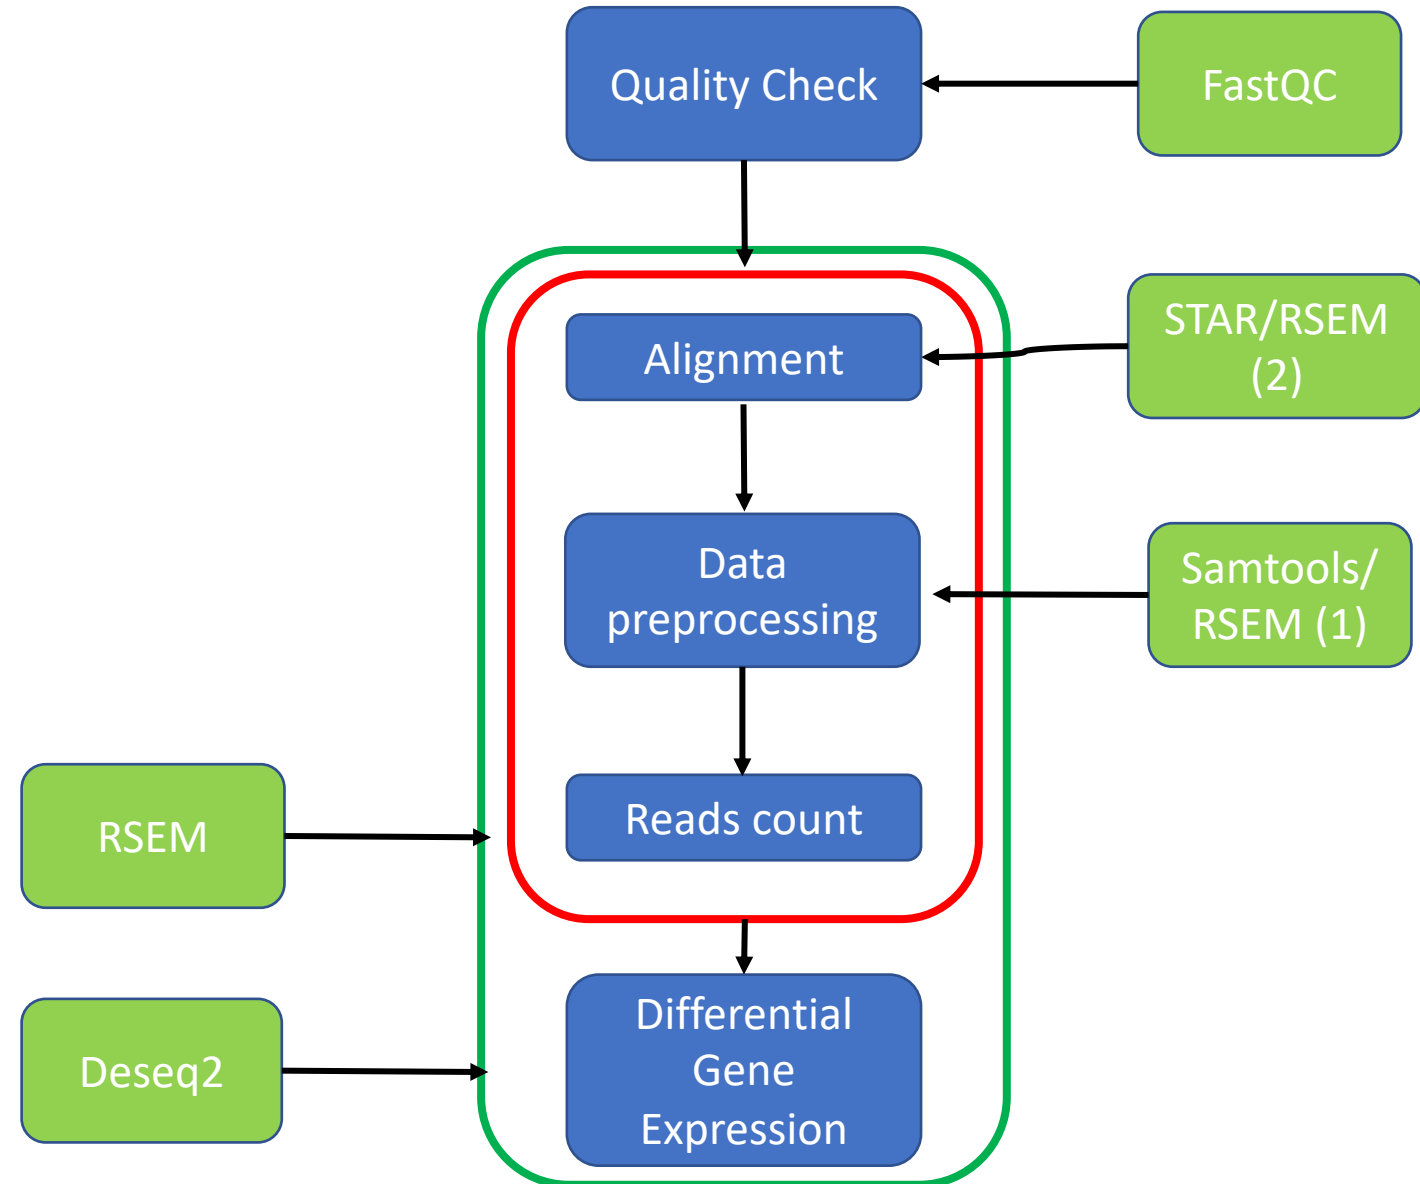 Quality Check
FastQC
Alignment
STAR/RSEM
(2)
Data
preprocessing
Samtools/
RSEM (1)
Reads count
RSEM
Differential
Gene
Expression
Deseq2